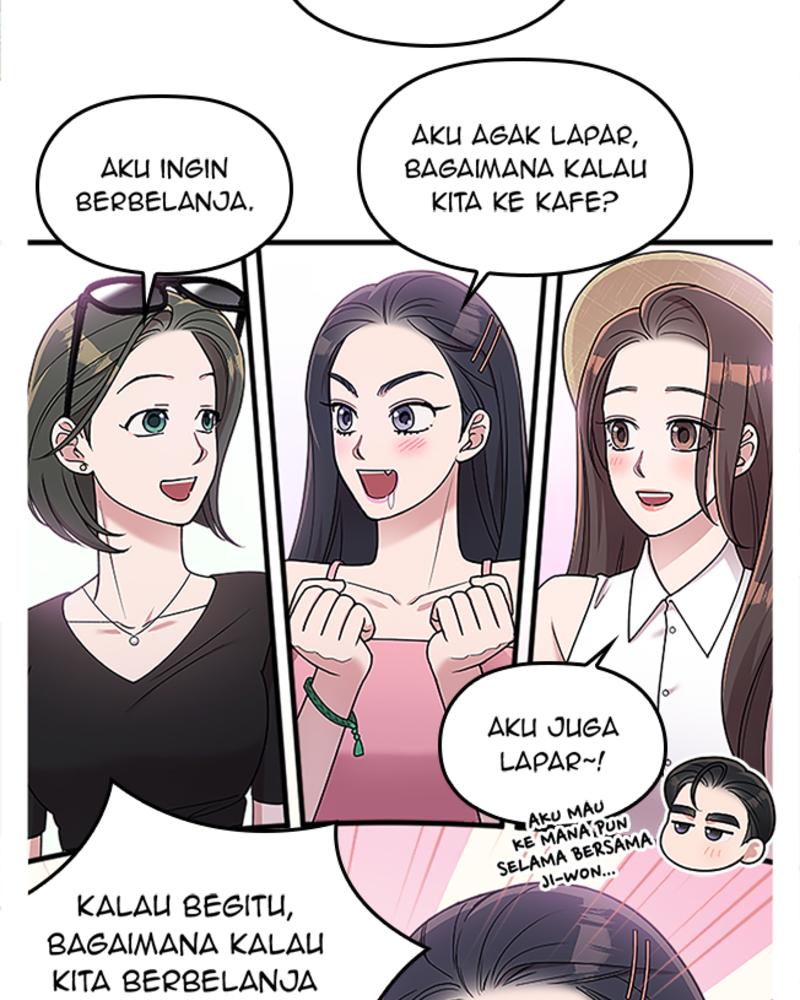 AKU INGIN
BERBELANJA.
AKU AGAK LAPAR,
BAGAIMANA KALAU
KITA KE KAFE?
AKU JUGA
LAPAR~!
AKU MAU
KE MANA PUN
SELAMA BERSAMA
JI-WON...
KALAU BEGITU,
BAGAIMANA KALAU
KITA BERBELANJA